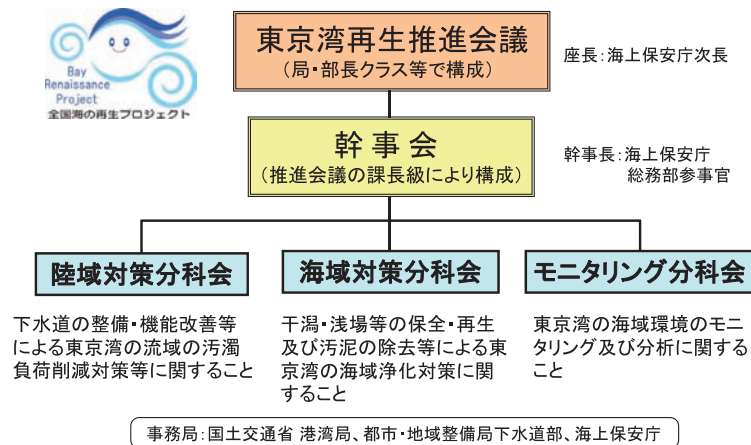 Bay
Renaissance
Project
全国海の再生プロジェクト
東京湾再生推進会議
(局・部長クラス等で構成)
座長:海上保安庁次長
幹事会
(推進会議の課長級により構成)
幹事長:海上保安庁
総務部参事官
陸域対策分科会
下水道の整備・機能改善等
による東京湾の流域の汚濁
負荷削減対策等に関すること
海域対策分科会
干潟・浅場等の保全・再生
及び汚泥の除去等による東
京湾の海域浄化対策に関
すること
モニタリング分科会
東京湾の海域環境のモニ
タリング及び分析に関する
こと
事務局:国土交通省 港湾局、都市・地域整備局下水道部、海上保安庁